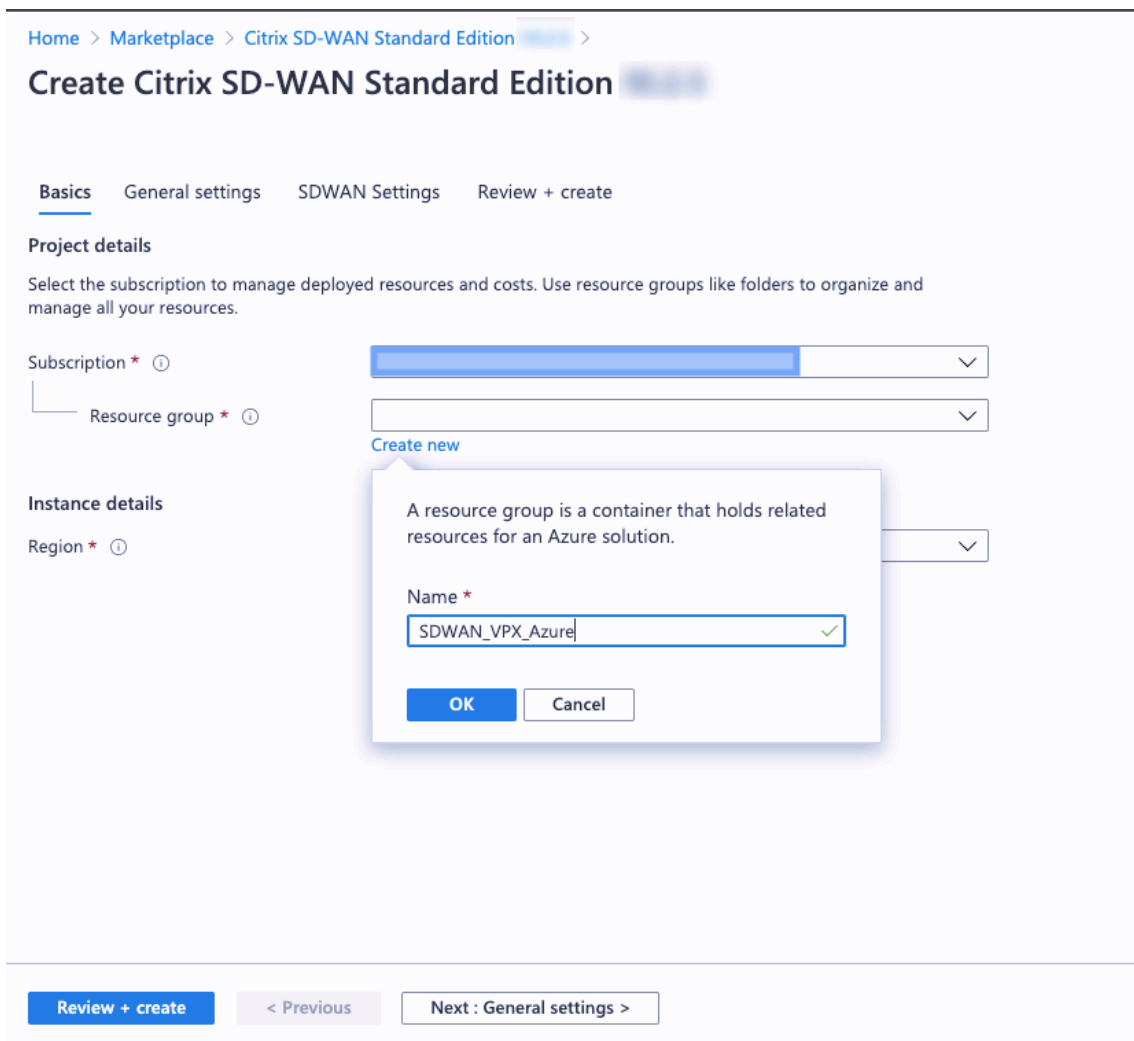 Home > Marketplace > Citrix SD-WAN Standard Edition >
Create Citrix SD-WAN Standard Edition
Basics General settings SDWAN Settings Review + create
Project details
Select the subscription to manage deployed resources and costs. Use resource groups like folders to organize and
manage all your resources.
Subscription *
Resource group *
Create new
A resource group is a container that holds related
resources for an Azure solution.
Instance details
Region *
Name *
SDWAN_VPX_Azure
OK Cancel
Review + create < Previous Next : General settings >